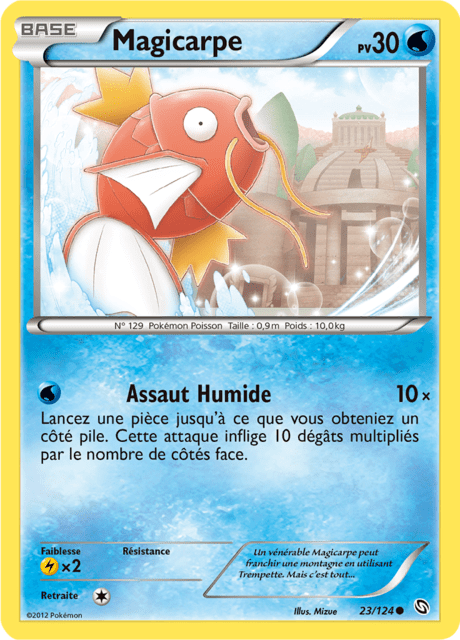 BASE
Magicarpe
PV30
N° 129 Pokémon Poisson Taille : 0,9m Poids : 10,0kg
Assaut Humide 10×
Lancez une pièce jusqu'à ce que vous obteniez un
côté pile. Cette attaque inflige 10 dégâts multipliés
par le nombre de côtés face.
Faiblesse Résistance
×2
Retraite
Un vénérable Magicarpe peut
franchir une montagne en utilisant
Trempette. Mais c'est tout...
©2012 Pokémon
Illus. Mizue 23/124